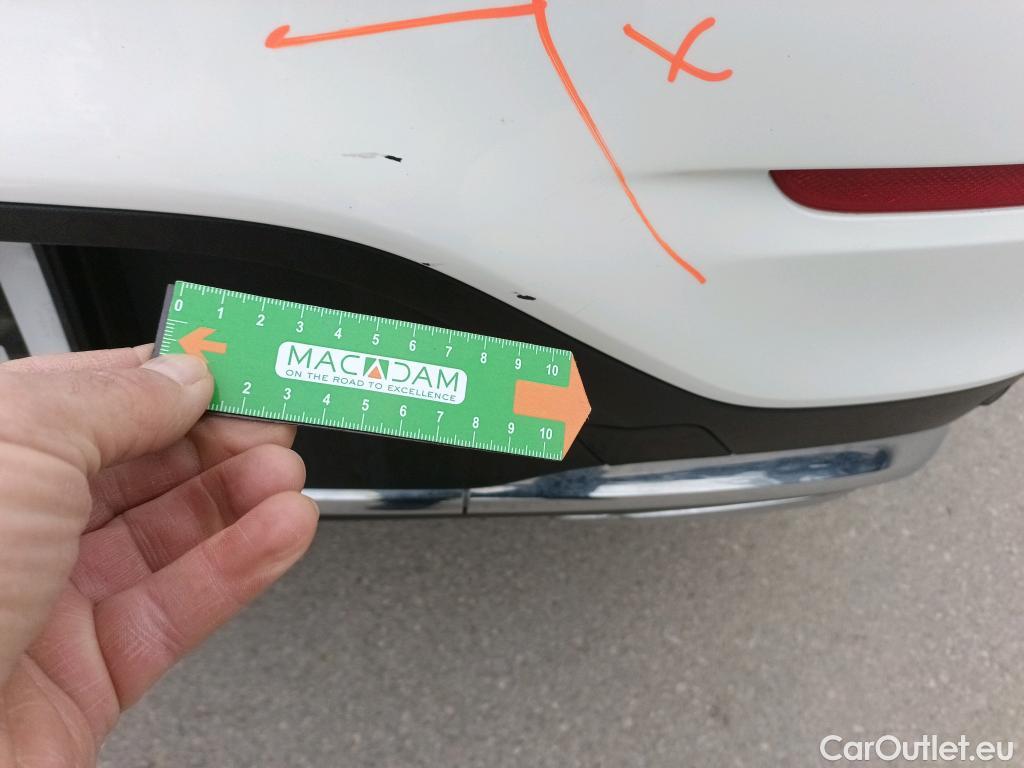 X
0 1 2 3 4 5 6 7 8 9 10
MACADAM
ON THE ROAD TO EXCELLENCE
2 3 4 5 6 7 8 9 10
CarOutlet.eu